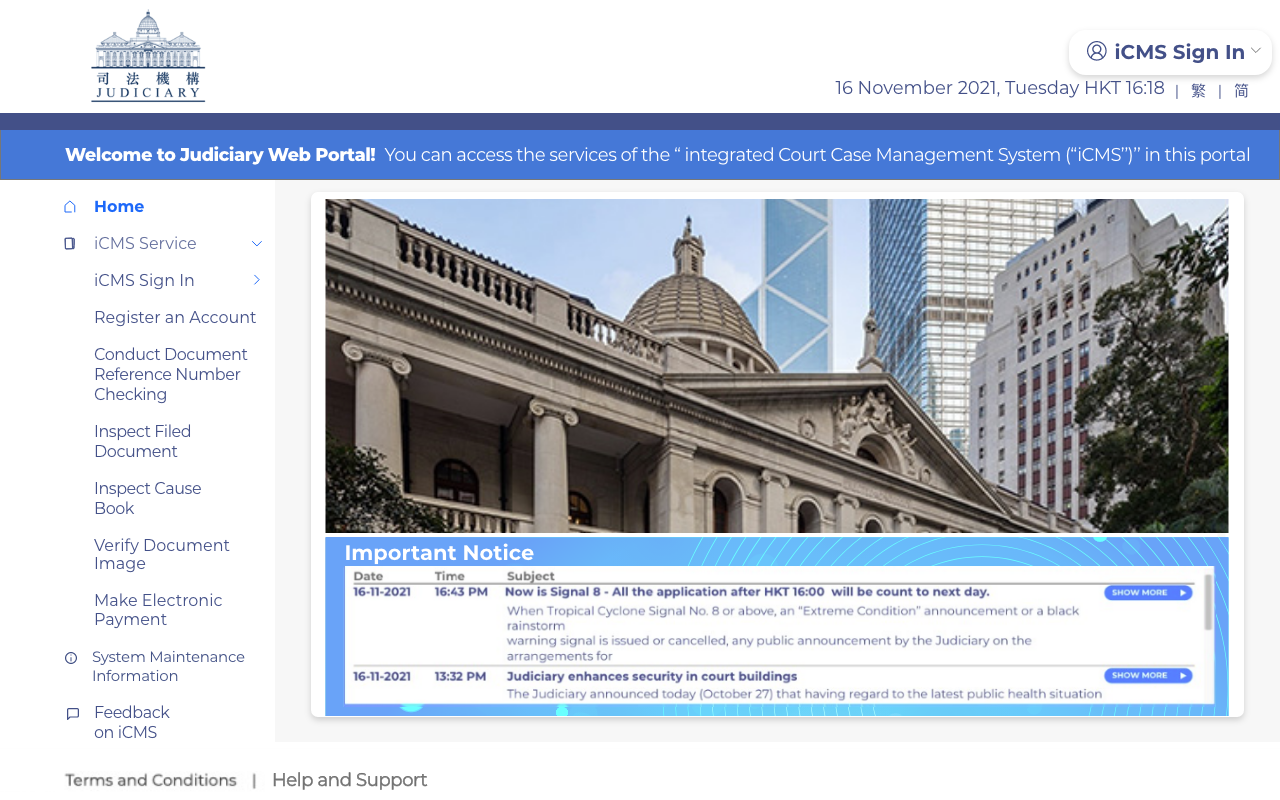 司法機構
JUDICIARY
iCMS Sign In
16 November 2021, Tuesday HKT 16:18 | 繁 | 简
Welcome to Judiciary Web Portal! You can access the services of the “ integrated Court Case Management System (“iCMS”)” in this portal
Home
iCMS Service
iCMS Sign In
Register an Account
Conduct Document
Reference Number
Checking
Inspect Filed
Document
Inspect Cause
Book
Verify Document
Image
Make Electronic
Payment
System Maintenance
Information
Feedback
on iCMS
Important Notice
Date Time Subject
16-11-2021 16:43 PM Now is Signal 8 - All the application after HKT 16:00 will be count to next day. SHOW MORE
When Tropical Cyclone Signal No. 8 or above, an “Extreme Condition” announcement or a black
rainstorm
warning signal is issued or cancelled, any public announcement by the Judiciary on the
arrangements for
16-11-2021 13:32 PM Judiciary enhances security in court buildings SHOW MORE
The Judiciary announced today (October 27) that having regard to the latest public health situation
Terms and Conditions | Help and Support